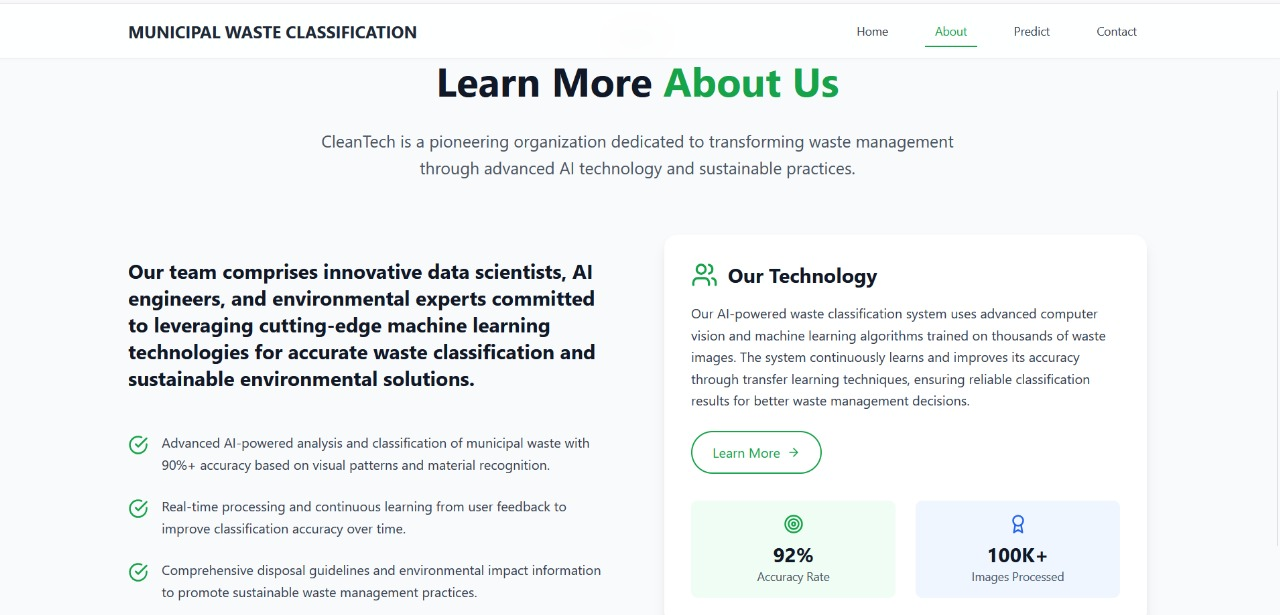 MUNICIPAL WASTE CLASSIFICATION
Home
About
Predict
Contact
Learn More About Us
CleanTech is a pioneering organization dedicated to transforming waste management
through advanced AI technology and sustainable practices.
Our team comprises innovative data scientists, AI
engineers, and environmental experts committed
to leveraging cutting-edge machine learning
technologies for accurate waste classification and
sustainable environmental solutions.
Advanced AI-powered analysis and classification of municipal waste with
90%+ accuracy based on visual patterns and material recognition.
Real-time processing and continuous learning from user feedback to
improve classification accuracy over time.
Comprehensive disposal guidelines and environmental impact information
to promote sustainable waste management practices.
Our Technology
Our AI-powered waste classification system uses advanced computer
vision and machine learning algorithms trained on thousands of waste
images. The system continuously learns and improves its accuracy
through transfer learning techniques, ensuring reliable classification
results for better waste management decisions.
Learn More
92%
Accuracy Rate
100K+
Images Processed